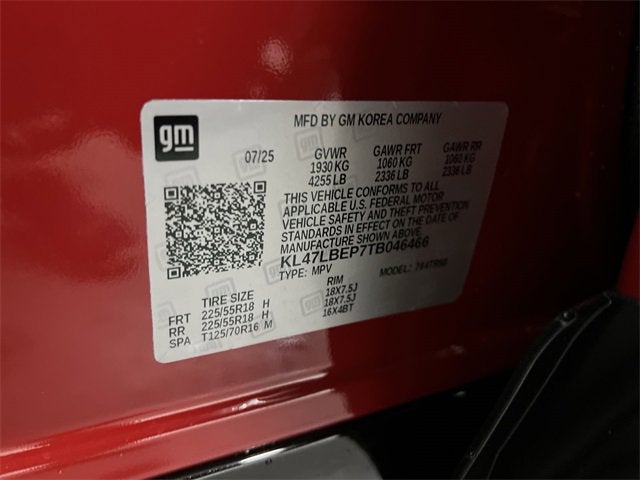 gm
MFD BY GM KOREA COMPANY
07/25 GVWR GAWR FRT GAWR RR
1930 KG 1060 KG 1060 KG
4255 LB 2336 LB 2336 LB
THIS VEHICLE CONFORMS TO ALL
APPLICABLE U.S. FEDERAL MOTOR
VEHICLE SAFETY AND THEFT PREVENTION
STANDARDS IN EFFECT ON THE DATE OF
MANUFACTURE SHOWN ABOVE.
KL47LBEP7TB046466
TYPE: MPV MODEL:
TIRE SIZE RIM
FRT 225/55R18 H 18X7.5J
RR 225/55R18 H 18X7.5J
SPA T125/70R16 M 16X4BT